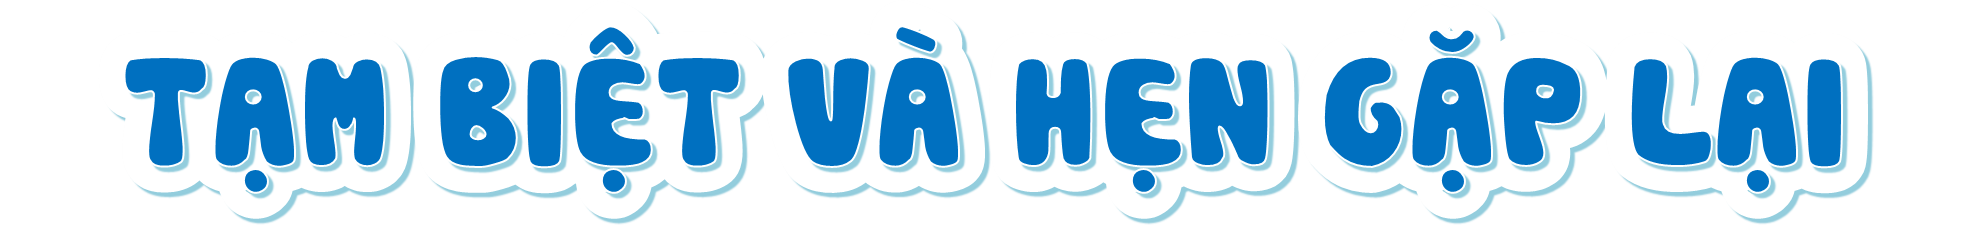 TẠM BIỆT VÀ HẸN GẶP LẠI